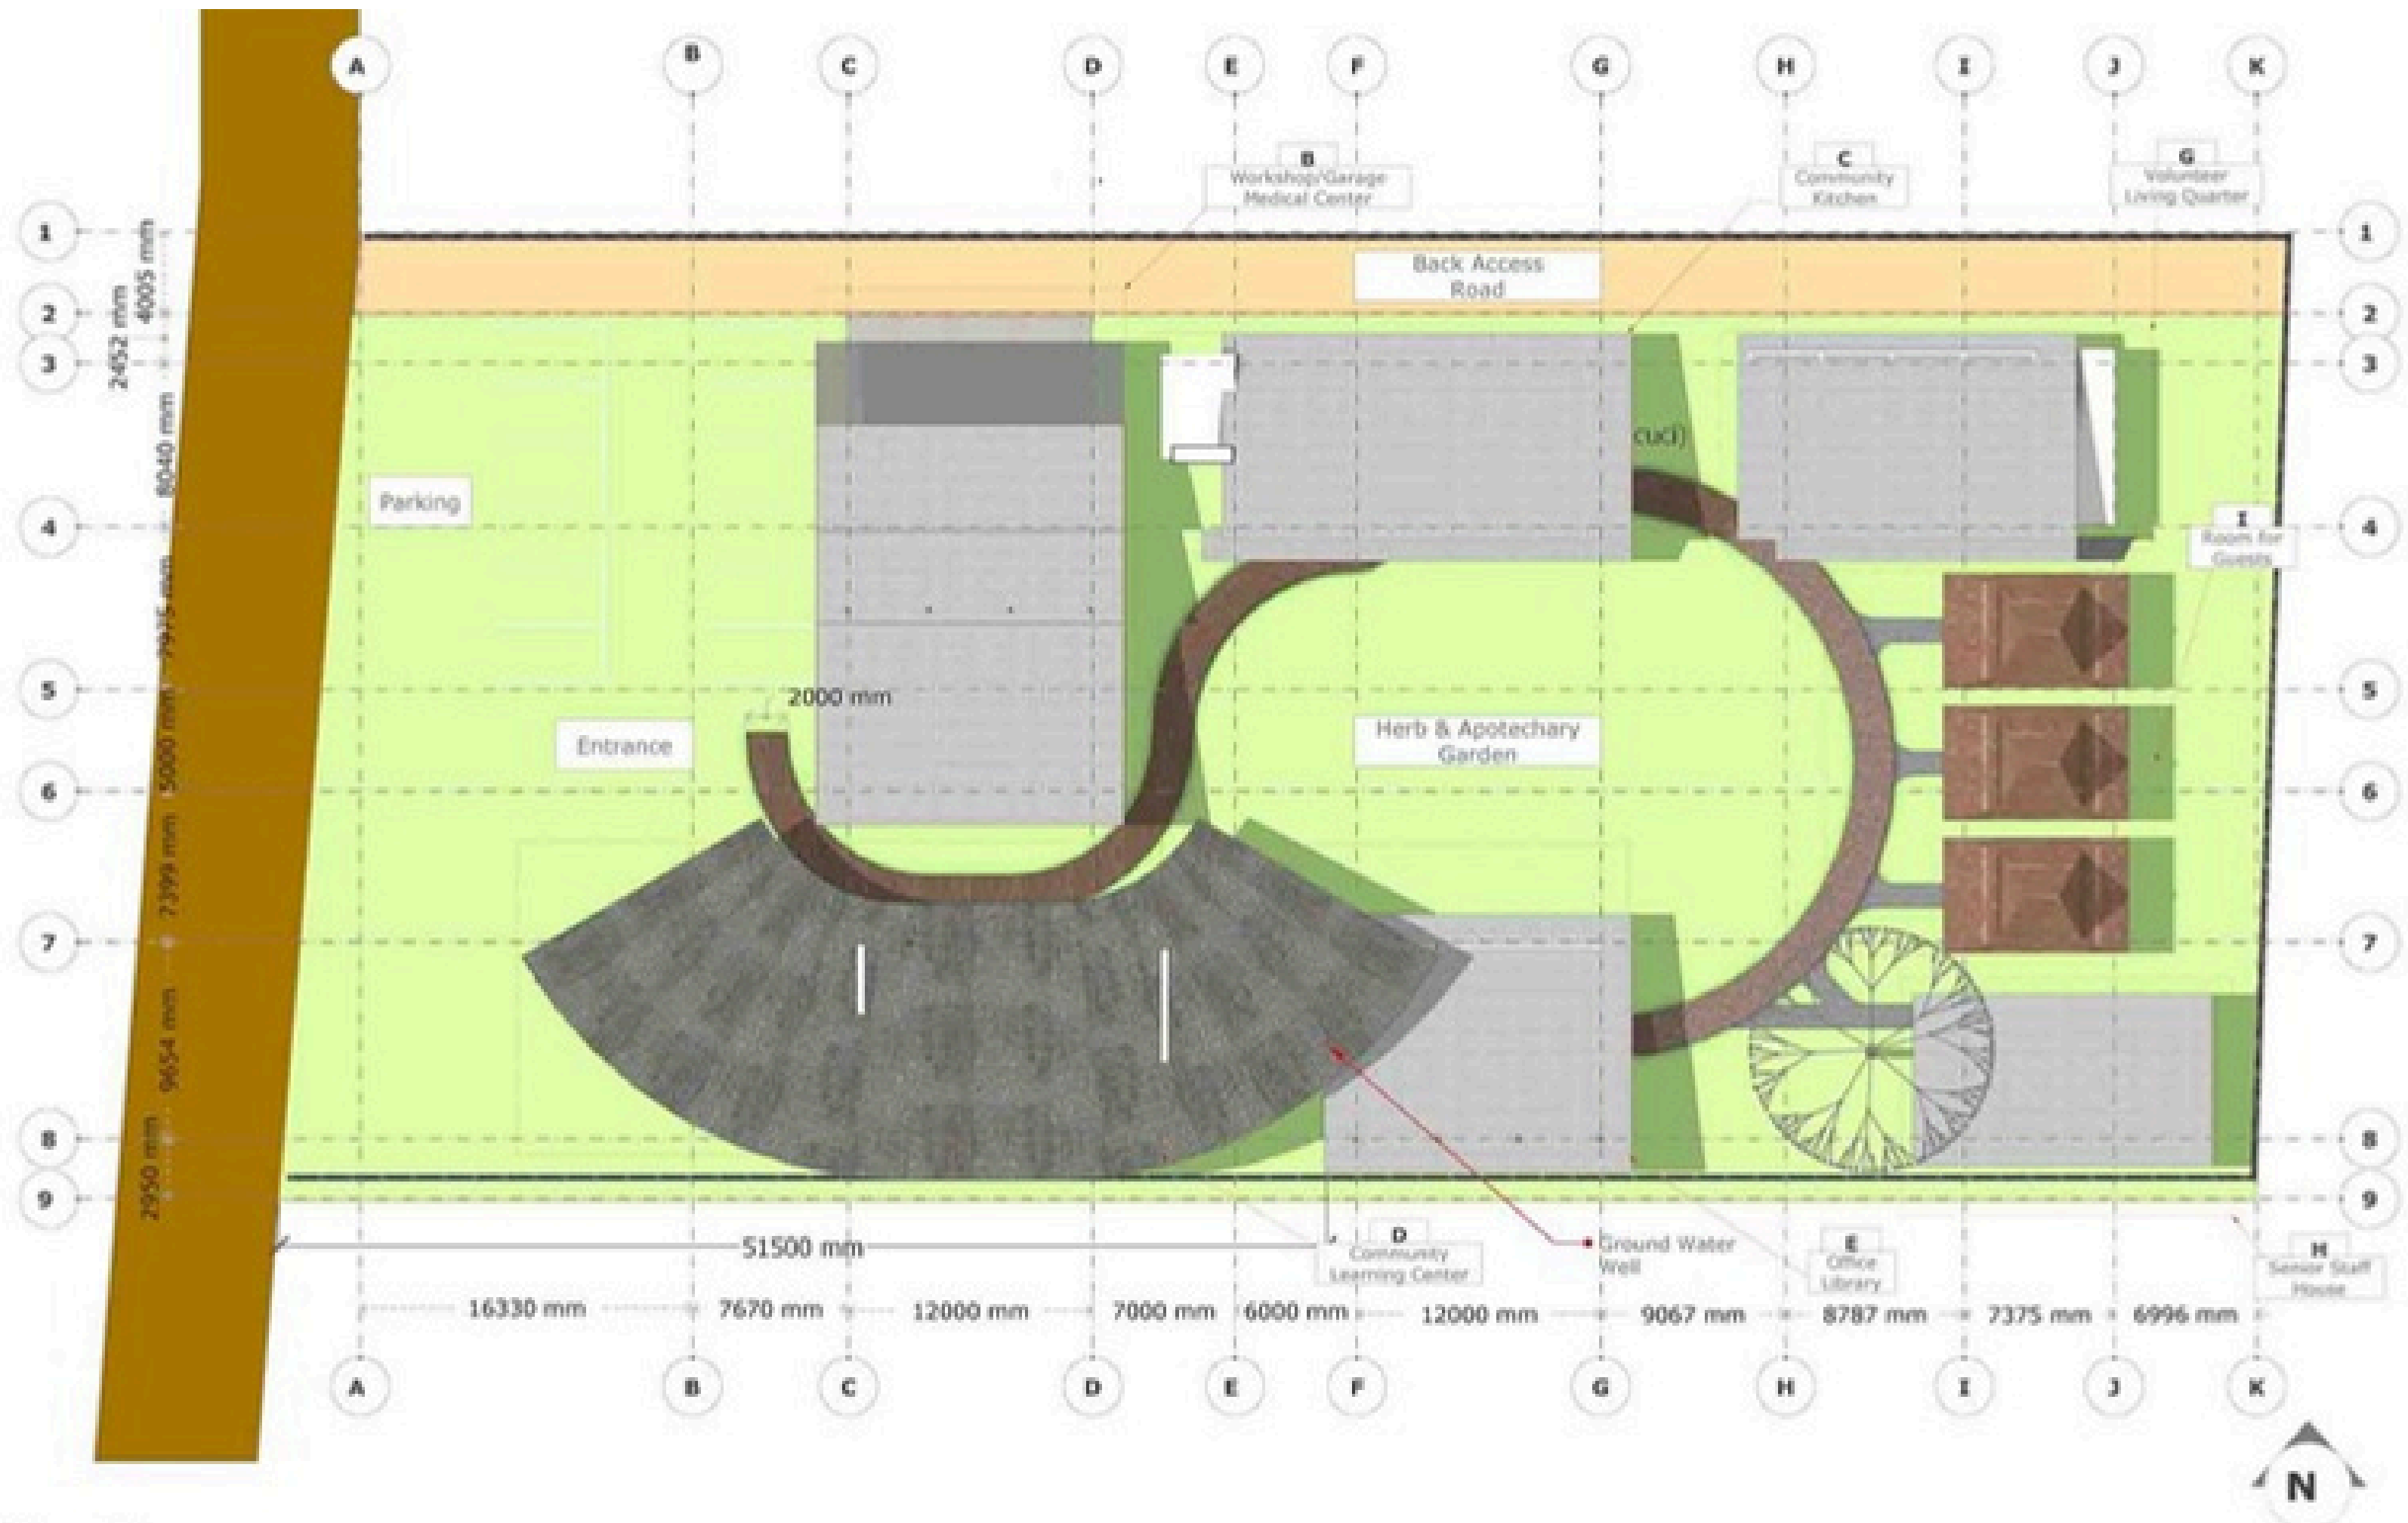 A
B
C
D
E
F
G
H
I
J
K
B
Workshop/Garage
Medical Center
C
Community
Kitchen
G
Volunteer
Living Quarter
1
1
4005 mm
Back Access
Road
2
2
2452 mm
3
3
8040 mm
cuci)
Parking
4
4
I
Room for
Guests
7975 mm
5
5
2000 mm
5000 mm
Entrance
Herb & Apotechary
Garden
6
6
7399 mm
7
7
9654 mm
8
8
2950 mm
9
9
51500 mm
D
Community
Learning Center
Ground Water
Well
E
Office
Library
H
Senior Staff
House
16330 mm
7670 mm
12000 mm
7000 mm
6000 mm
12000 mm
9067 mm
8787 mm
7375 mm
6996 mm
A
B
C
D
E
F
G
H
I
J
K
N